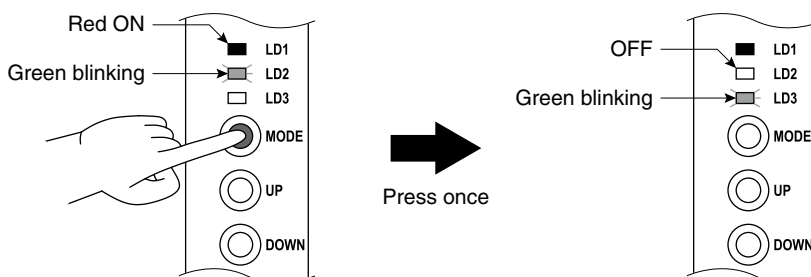 Red ON
LD1
Green blinking
LD2
LD3
MODE
UP
DOWN
Press once
LD1
OFF
LD2
Green blinking
LD3
MODE
UP
DOWN